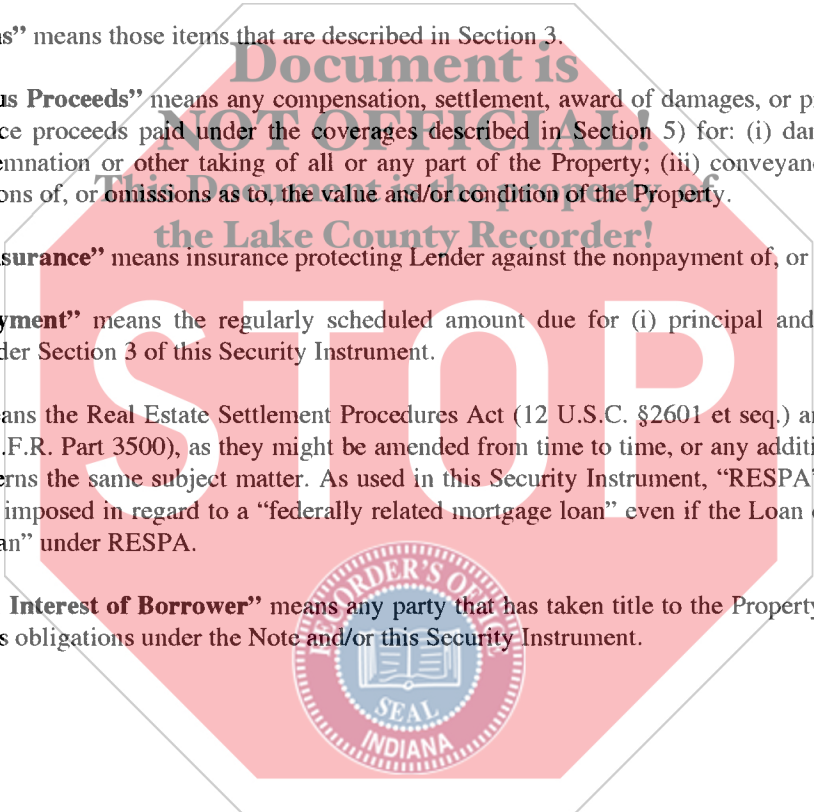 ns” means those items that are described in Section 3.
Document is
us Proceeds” means any compensation, settlement, award of damages, or p
NOT OFFICIAL!
ce proceeds paid under the coverages described in Section 5) for: (i) dar
emnation or other taking of all or any part of the Property; (iii) conveyanc
This Document is the property of
ons of, or omissions as to, the value and/or condition of the Property.
the Lake County Recorder!
surance” means insurance protecting Lender against the nonpayment of, or
yment” means the regularly scheduled amount due for (i) principal and
der Section 3 of this Security Instrument.
STOP
eans the Real Estate Settlement Procedures Act (12 U.S.C. §2601 et seq.) an
.F.R. Part 3500), as they might be amended from time to time, or any additi
erns the same subject matter. As used in this Security Instrument, “RESPA”
imposed in regard to a “federally related mortgage loan” even if the Loan
an” under RESPA.
Interest of Borrower” means any party that has taken title to the Property
s obligations under the Note and/or this Security Instrument.
RECORDER'S OFFICE
SEAL
INDIANA